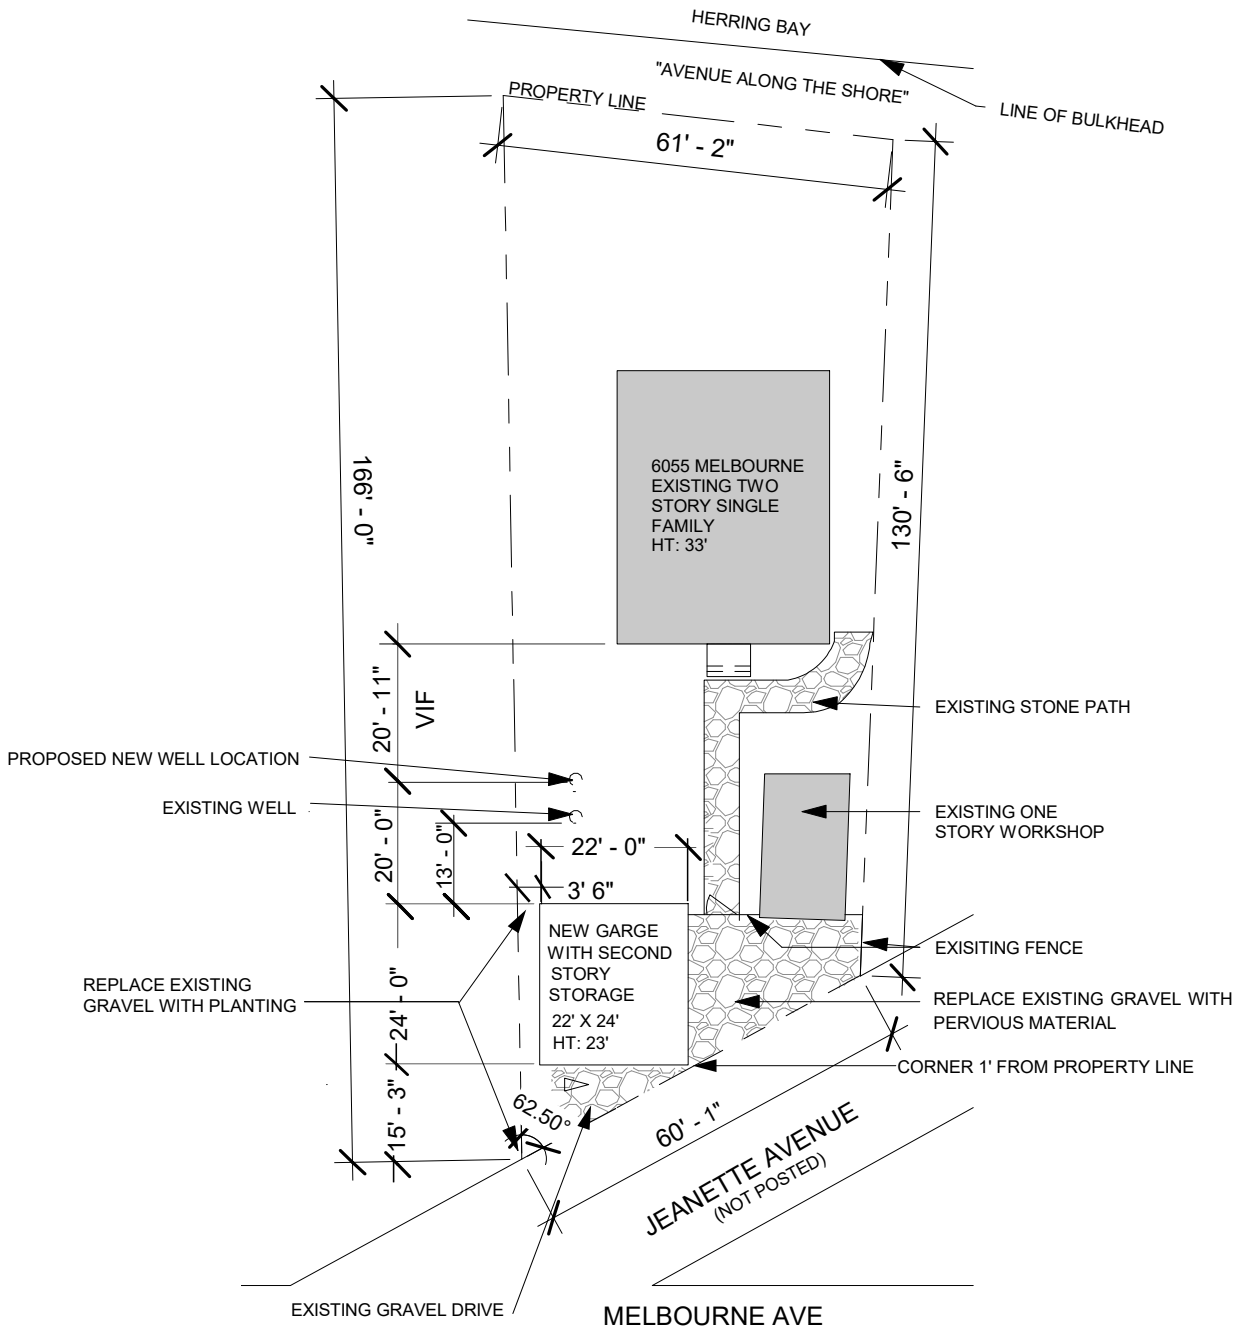 HERRING BAY
"AVENUE ALONG THE SHORE"
PROPERTY LINE
LINE OF BULKHEAD
61' - 2"
166' - 0"
130' - 6"
6055 MELBOURNE
EXISTING TWO
STORY SINGLE
FAMILY
HT: 33'
20' - 11"
VIF
EXISTING STONE PATH
PROPOSED NEW WELL LOCATION
EXISTING WELL
EXISTING ONE
STORY WORKSHOP
20' - 0"
13' - 0"
22' - 0"
3' 6"
NEW GARGE
WITH SECOND
STORY
STORAGE
22' X 24'
HT: 23'
EXISITING FENCE
REPLACE EXISTING
GRAVEL WITH PLANTING
24' - 0"
REPLACE EXISTING GRAVEL WITH
PERVIOUS MATERIAL
CORNER 1' FROM PROPERTY LINE
15' - 3"
62.50°
60' - 1"
JEANETTE AVENUE
(NOT POSTED)
EXISTING GRAVEL DRIVE
MELBOURNE AVE